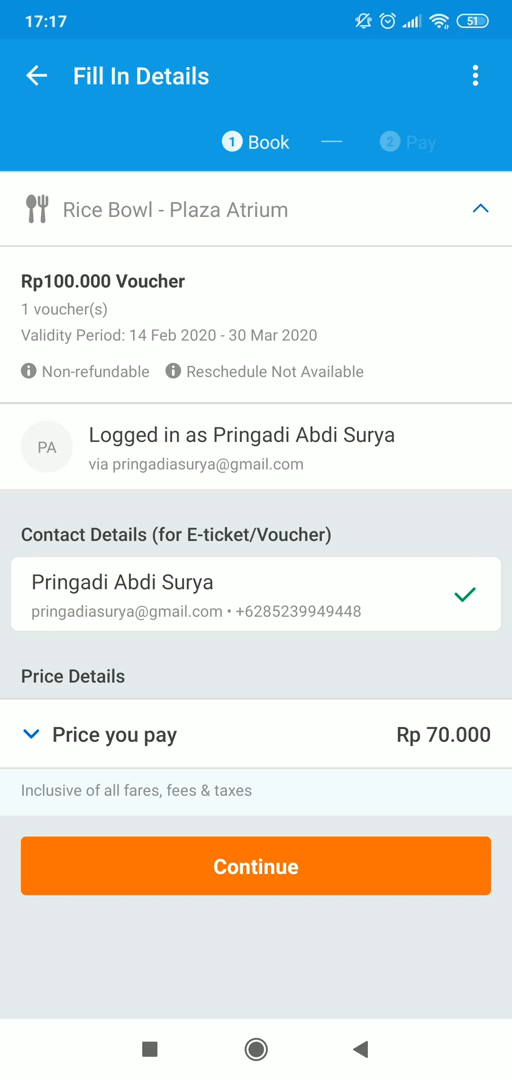 17:17
51
Fill In Details
1 Book
2 Pay
Rice Bowl - Plaza Atrium
Rp100.000 Voucher
1 voucher(s)
Validity Period: 14 Feb 2020 - 30 Mar 2020
Non-refundable
Reschedule Not Available
PA
Logged in as Pringadi Abdi Surya
via pringadiasurya@gmail.com
Contact Details (for E-ticket/Voucher)
Pringadi Abdi Surya
pringadiasurya@gmail.com • +6285239949448
Price Details
Price you pay Rp 70.000
Inclusive of all fares, fees & taxes
Continue